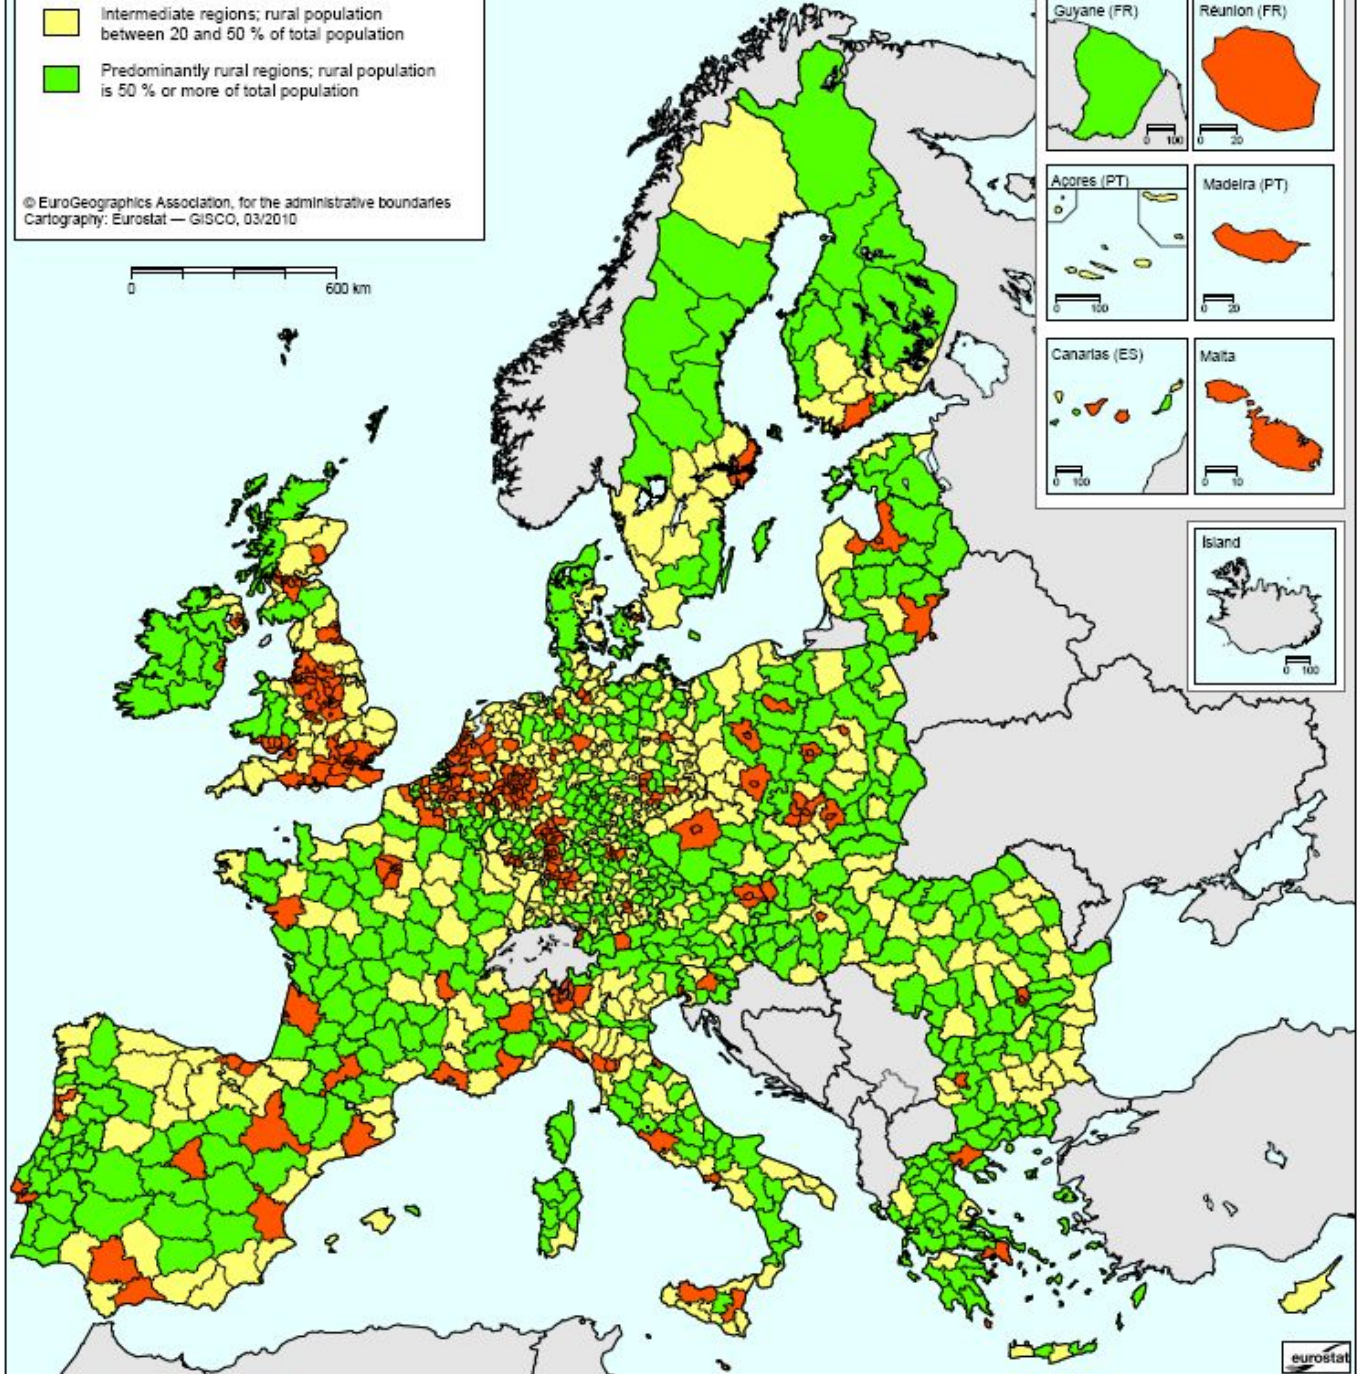 Intermediate regions; rural population
between 20 and 50 % of total population
Predominantly rural regions; rural population
is 50 % or more of total population
© EuroGeographics Association, for the administrative boundaries
Cartography: Eurostat — GISCO, 03/2010
0 600 km
Guyane (FR)
0 100
Réunion (FR)
0 20
Açores (PT)
0 100
Madeira (PT)
0 20
Canarias (ES)
0 100
Malta
0 10
Ísland
0 100
eurostat